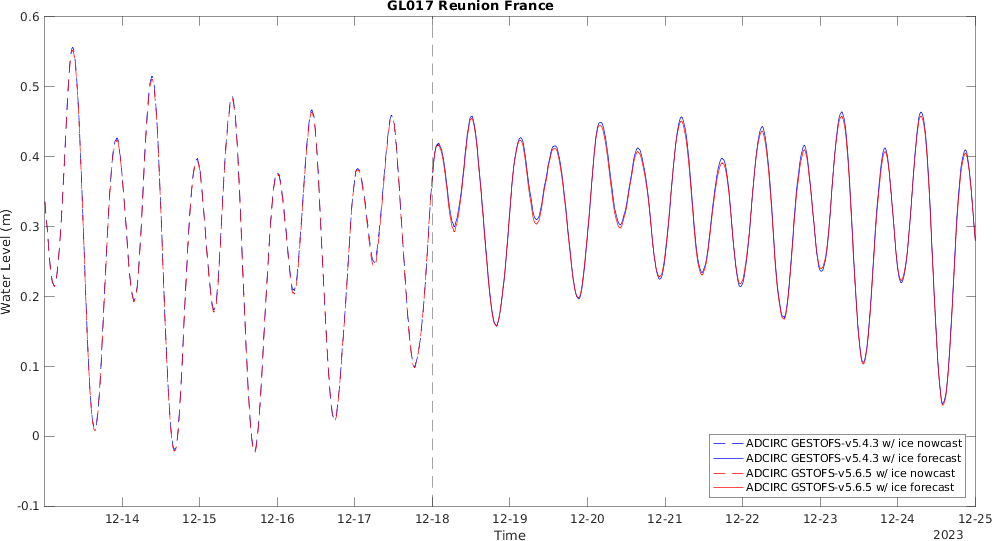 GL017 Reunion France
0.6
0.5
0.4
0.3
0.2
0.1
0
-0.1
Water Level (m)
ADCIRC GESTOFS-v5.4.3 w/ ice nowcast
ADCIRC GESTOFS-v5.4.3 w/ ice forecast
ADCIRC GSTOFS-v5.6.5 w/ ice nowcast
ADCIRC GSTOFS-v5.6.5 w/ ice forecast
12-14 12-15 12-16 12-17 12-18 12-19 12-20 12-21 12-22 12-23 12-24 12-25
Time
2023